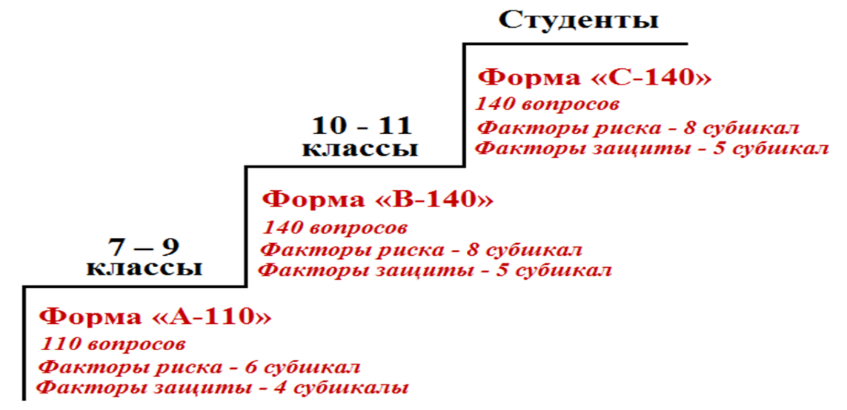 Студенты
Форма «С-140»
140 вопросов
Факторы риска - 8 субшкал
Факторы защиты - 5 субшкал
10 - 11
классы
Форма «В-140»
140 вопросов
Факторы риска - 8 субшкал
Факторы защиты - 5 субшкал
7 – 9
классы
Форма «А-110»
110 вопросов
Факторы риска - 6 субшкал
Факторы защиты - 4 субшкалы